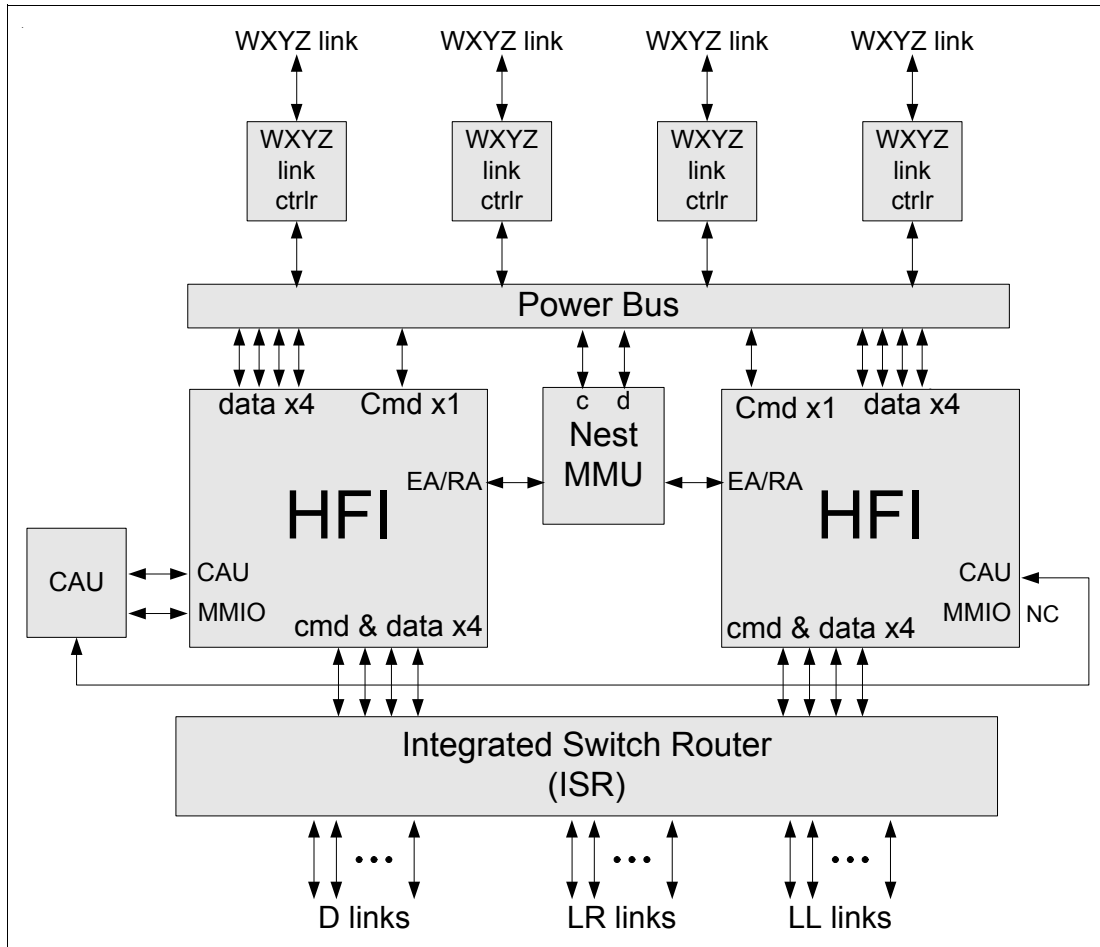 WXYZ link
WXYZ link
WXYZ link
WXYZ link
WXYZ
link
ctrlr
WXYZ
link
ctrlr
WXYZ
link
ctrlr
WXYZ
link
ctrlr
Power Bus
data x4
Cmd x1
EA/RA
HFI
CAU
MMIO
cmd & data x4
c d
Nest
MMU
Cmd x1
data x4
EA/RA
HFI
CAU
MMIO
NC
cmd & data x4
CAU
Integrated Switch Router
(ISR)
D links
LR links
LL links